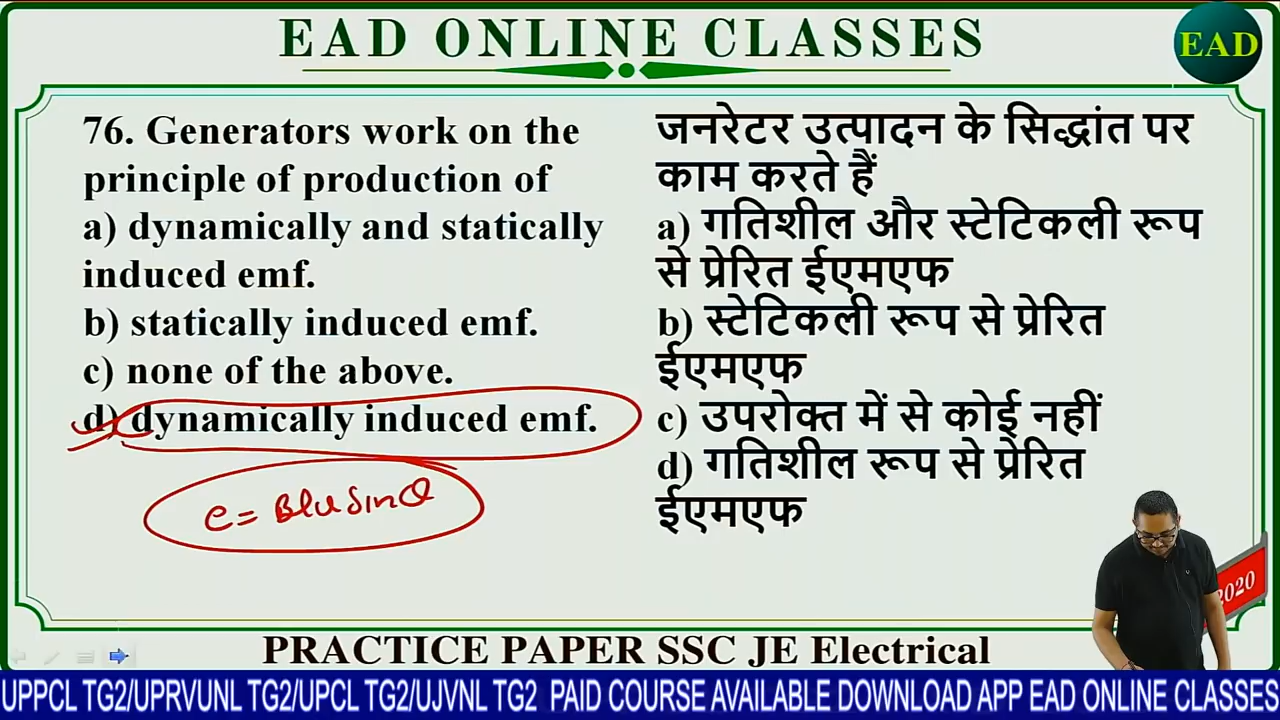 EAD ONLINE CLASSES
EAD
76. Generators work on the
principle of production of
a) dynamically and statically
induced emf.
b) statically induced emf.
c) none of the above.
d) dynamically induced emf.
e = Blv Sin θ
जनरेटर उत्पादन के सिद्धांत पर
काम करते हैं
a) गतिशील और स्टेटिकली रूप
से प्रेरित ईएमएफ
b) स्टेटिकली रूप से प्रेरित
ईएमएफ
c) उपरोक्त में से कोई नहीं
d) गतिशील रूप से प्रेरित
ईएमएफ
2020
PRACTICE PAPER SSC JE Electrical
UPPCL TG2/UPRVUNL TG2/UPCL TG2/UJVNL TG2 PAID COURSE AVAILABLE DOWNLOAD APP EAD ONLINE CLASSES